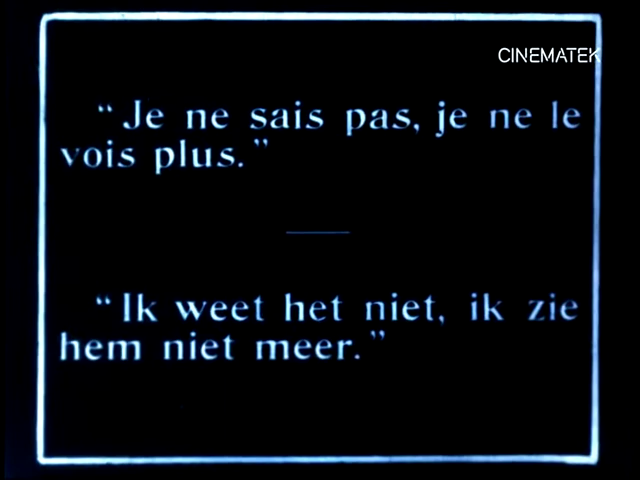 CINEMATEK
“Je ne sais pas, je ne le
vois plus.”
“Ik weet het niet, ik zie
hem niet meer.”